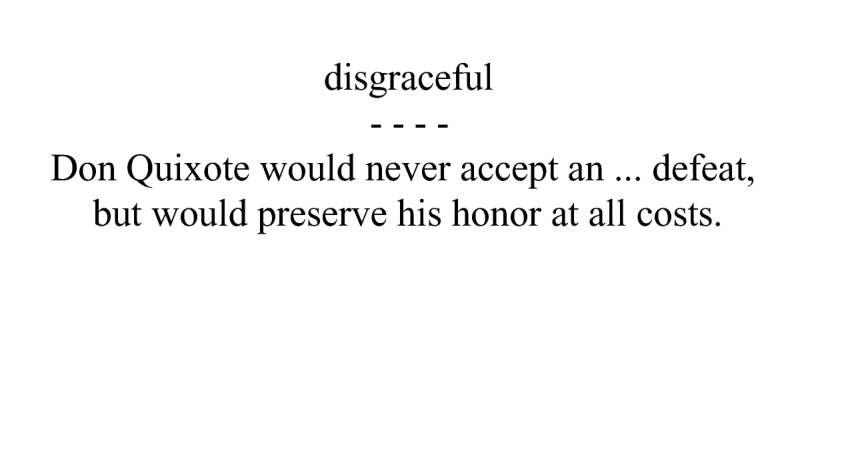 disgraceful
- - - -
Don Quixote would never accept an ... defeat,
but would preserve his honor at all costs.